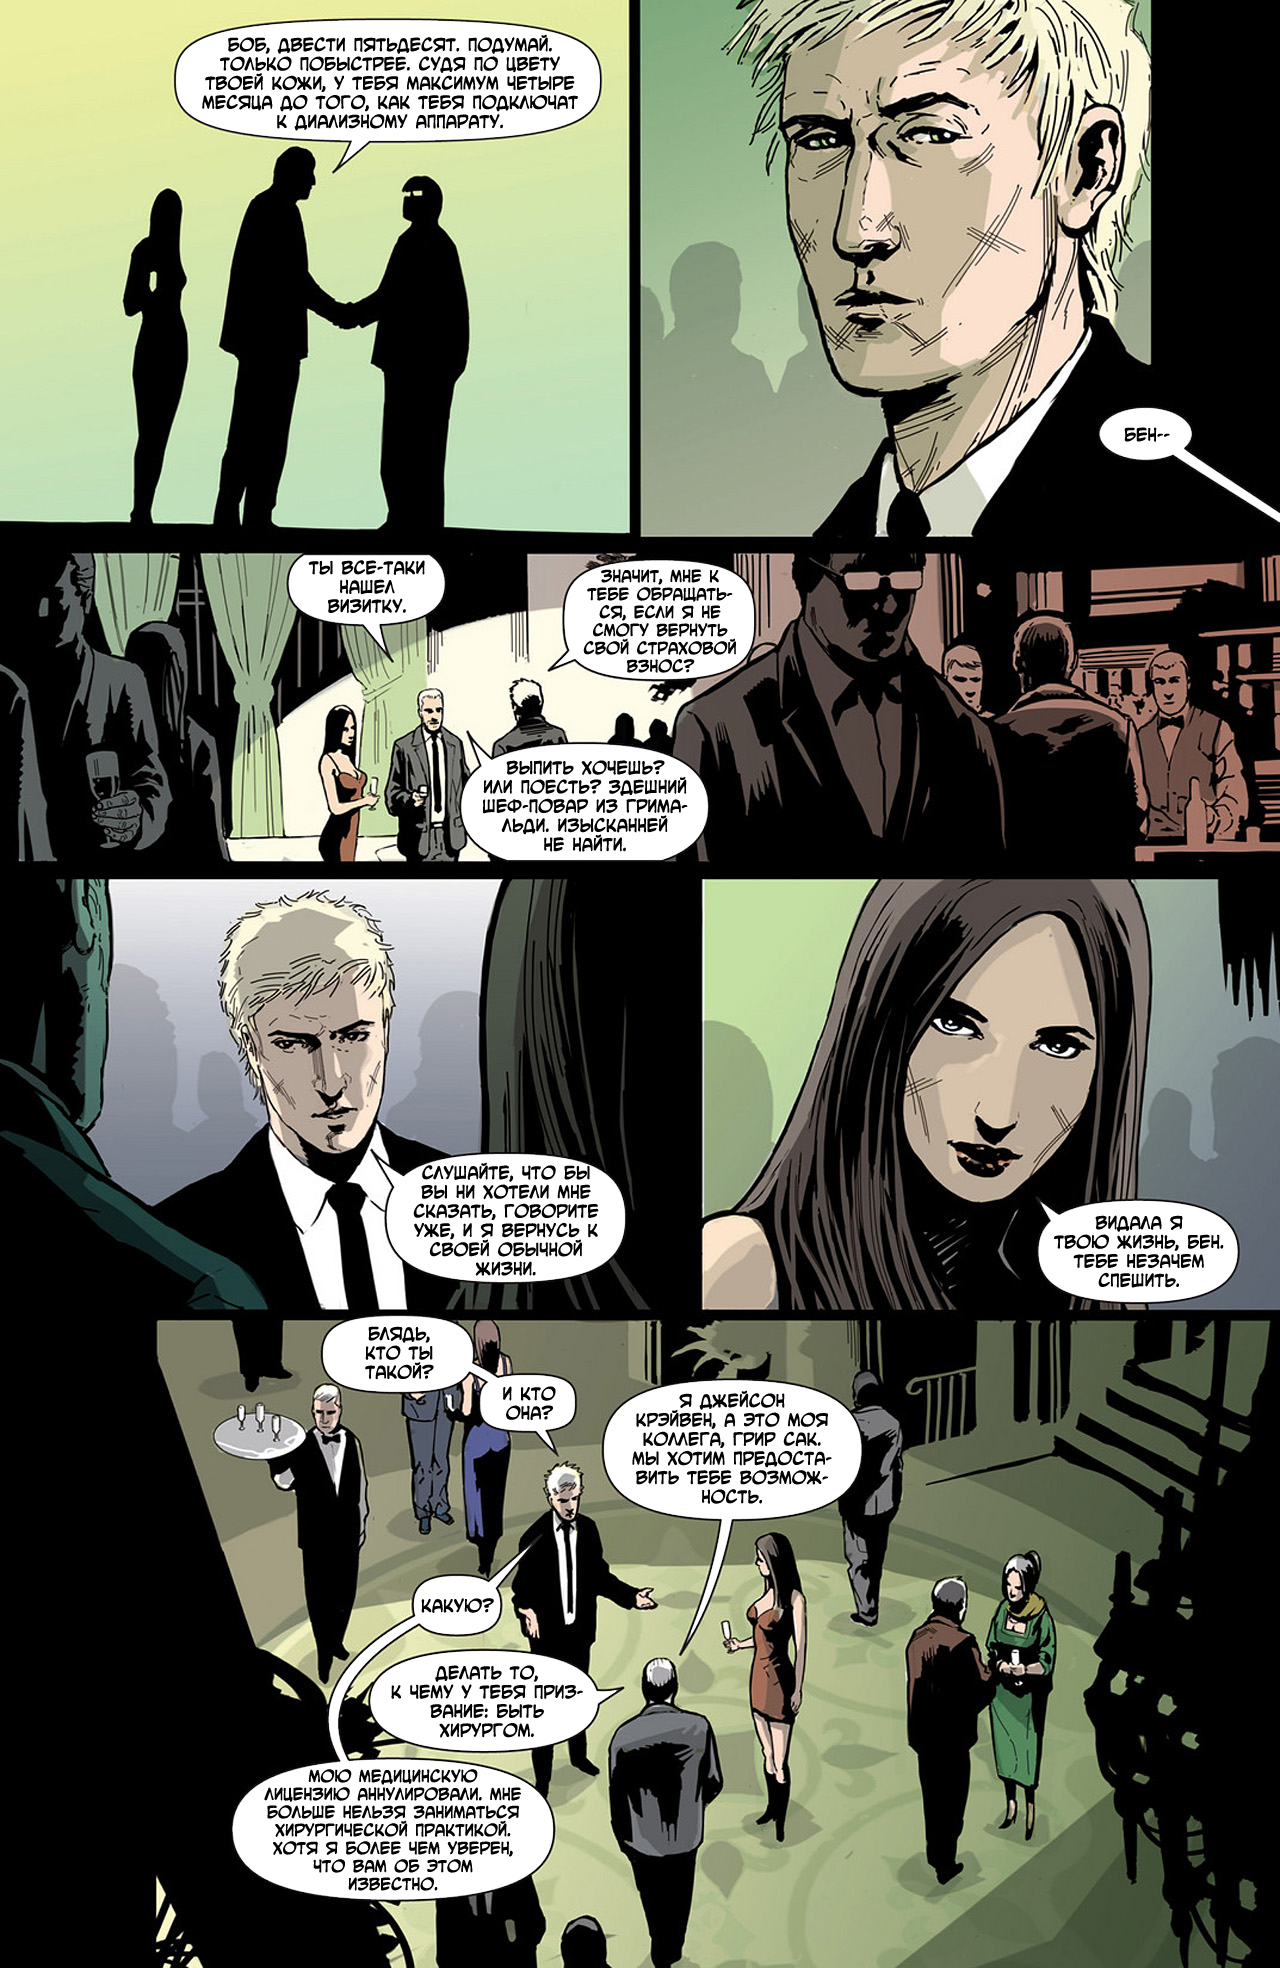 БОБ, ДВЕСТИ ПЯТЬДЕСЯТ. ПОДУМАЙ.
ТОЛЬКО ПОБЫСТРЕЕ. СУДЯ ПО ЦВЕТУ
ТВОЕЙ КОЖИ, У ТЕБЯ МАКСИМУМ ЧЕТЫРЕ
МЕСЯЦА ДО ТОГО, КАК ТЕБЯ ПОДКЛЮЧАТ
К ДИАЛИЗНОМУ АППАРАТУ.
БЕН--
ТЫ ВСЕ-ТАКИ
НАШЕЛ
ВИЗИТКУ.
ЗНАЧИТ, МНЕ К
ТЕБЕ ОБРАЩАТЬ-
СЯ, ЕСЛИ Я НЕ
СМОГУ ВЕРНУТЬ
СВОЙ СТРАХОВОЙ
ВЗНОС?
ВЫПИТЬ ХОЧЕШЬ?
ИЛИ ПОЕСТЬ? ЗДЕШНИЙ
ШЕФ-ПОВАР ИЗ ГРИМА-
ЛЬДИ. ИЗЫСКАННЕЙ
НЕ НАЙТИ.
СЛУШАЙТЕ, ЧТО БЫ
ВЫ НИ ХОТЕЛИ МНЕ
СКАЗАТЬ, ГОВОРИТЕ
УЖЕ, И Я ВЕРНУСЬ К
СВОЕЙ ОБЫЧНОЙ
ЖИЗНИ.
ВИДАЛА Я
ТВОЮ ЖИЗНЬ, БЕН.
ТЕБЕ НЕЗАЧЕМ
СПЕШИТЬ.
БЛЯДЬ,
КТО ТЫ
ТАКОЙ?
И КТО
ОНА?
Я ДЖЕЙСОН
КРЭЙВЕН, А ЭТО МОЯ
КОЛЛЕГА, ГРИР САК.
МЫ ХОТИМ ПРЕДОСТА-
ВИТЬ ТЕБЕ ВОЗМОЖ-
НОСТЬ.
КАКУЮ?
ДЕЛАТЬ ТО,
К ЧЕМУ У ТЕБЯ ПРИЗ-
ВАНИЕ: БЫТЬ
ХИРУРГОМ.
МОЮ МЕДИЦИНСКУЮ
ЛИЦЕНЗИЮ АННУЛИРОВАЛИ. МНЕ
БОЛЬШЕ НЕЛЬЗЯ ЗАНИМАТЬСЯ
ХИРУРГИЧЕСКОЙ ПРАКТИКОЙ.
ХОТЯ Я БОЛЕЕ ЧЕМ УВЕРЕН,
ЧТО ВАМ ОБ ЭТОМ
ИЗВЕСТНО.